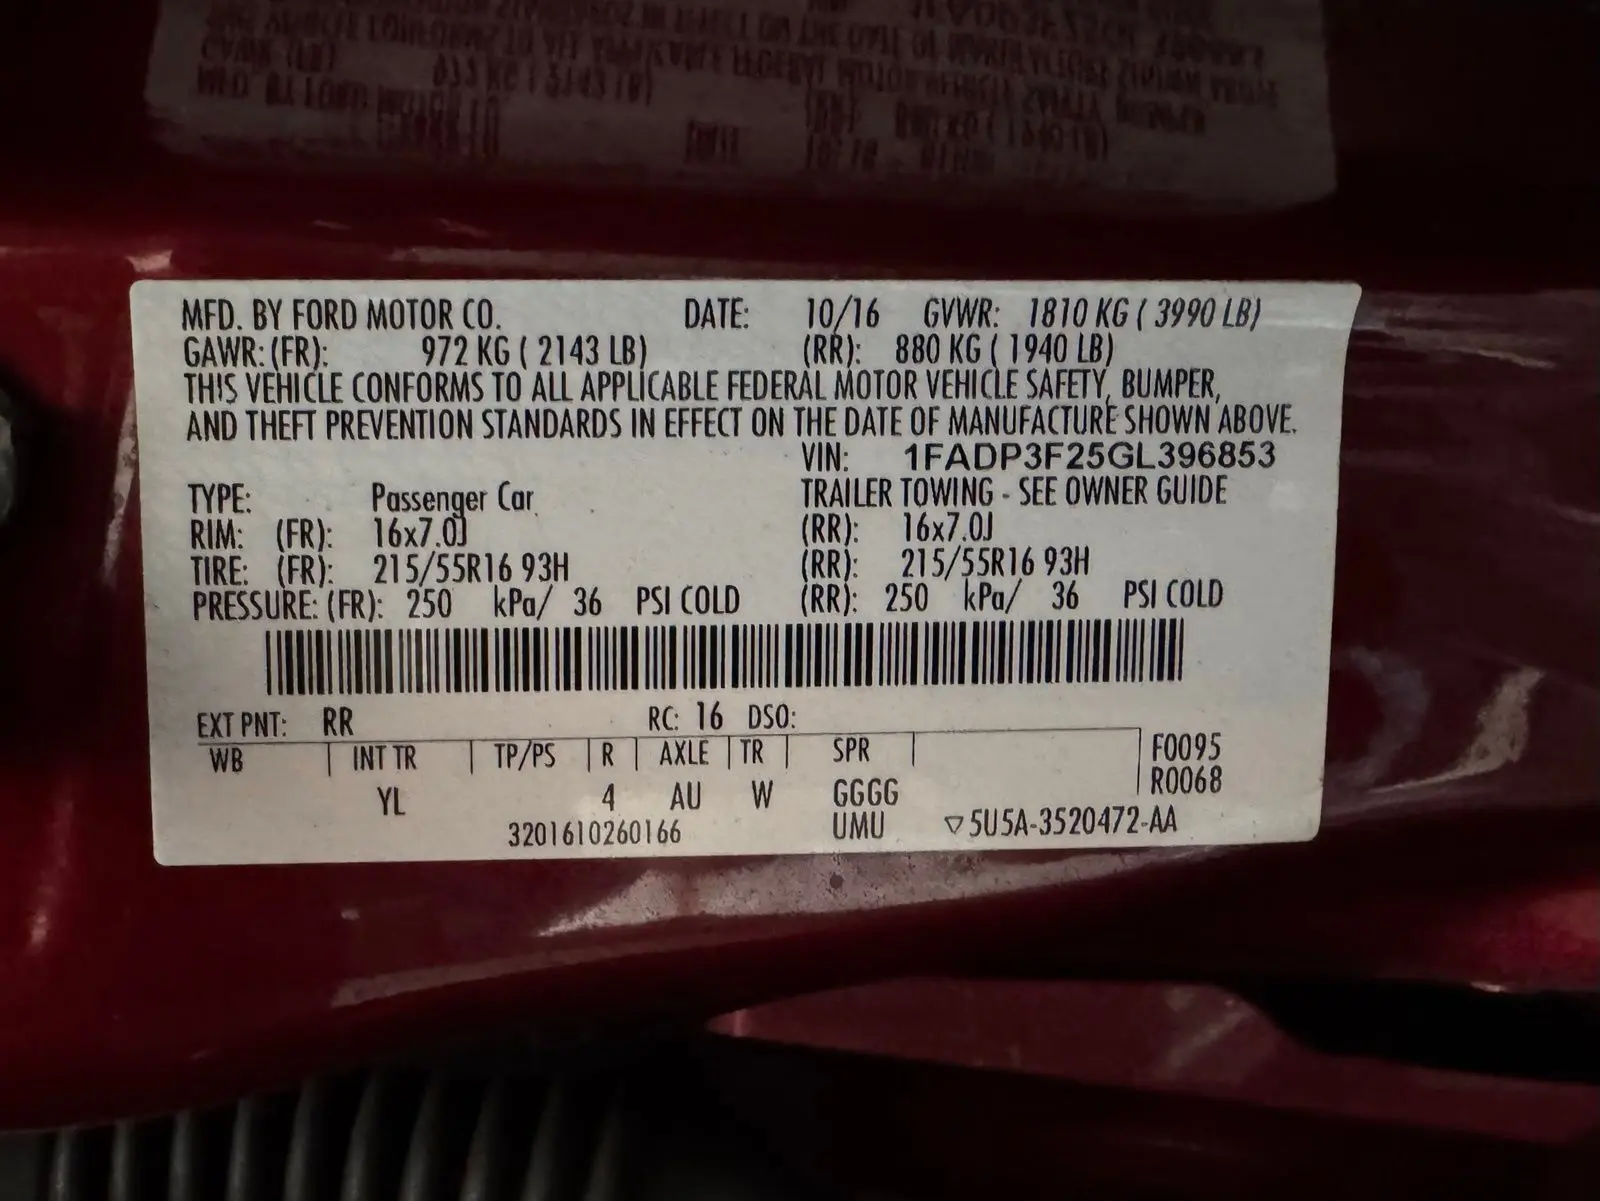 MFD. BY FORD MOTOR CO. DATE: 10/16 GVWR: 1810 KG ( 3990 LB)
GAWR: (FR): 972 KG ( 2143 LB) (RR): 880 KG ( 1940 LB)
THIS VEHICLE CONFORMS TO ALL APPLICABLE FEDERAL MOTOR VEHICLE SAFETY, BUMPER,
AND THEFT PREVENTION STANDARDS IN EFFECT ON THE DATE OF MANUFACTURE SHOWN ABOVE.
VIN: 1FADP3F25GL396853
TYPE: Passenger Car TRAILER TOWING - SEE OWNER GUIDE
RIM: (FR): 16x7.0J (RR): 16x7.0J
TIRE: (FR): 215/55R16 93H (RR): 215/55R16 93H
PRESSURE: (FR): 250 kPa/ 36 PSI COLD (RR): 250 kPa/ 36 PSI COLD
EXT PNT: RR RC: 16 DSO:
WB INT TR TP/PS R AXLE TR SPR F0095
R0068
YL 4 AU W GGGG
3201610260166 UMU ▽5U5A-3520472-AA